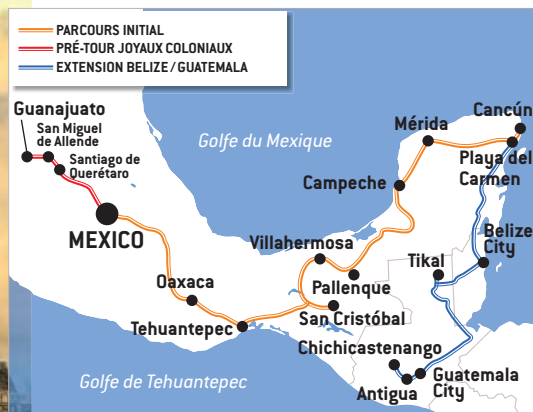 PARCOURS INITIAL
PRÉ-TOUR JOYAUX COLONIAUX
EXTENSION BELIZE / GUATEMALA
Guanajuato
San Miguel
de Allende
Santiago de
Querétaro
MEXICO
Golfe du Mexique
Cancún
Mérida
Playa del
Carmen
Campeche
Belize
City
Villahermosa
Tikal
Pallenque
Oaxaca
San Cristóbal
Tehuantepec
Chichicastenango
Golfe de Tehuantepec
Antigua
Guatemala
City